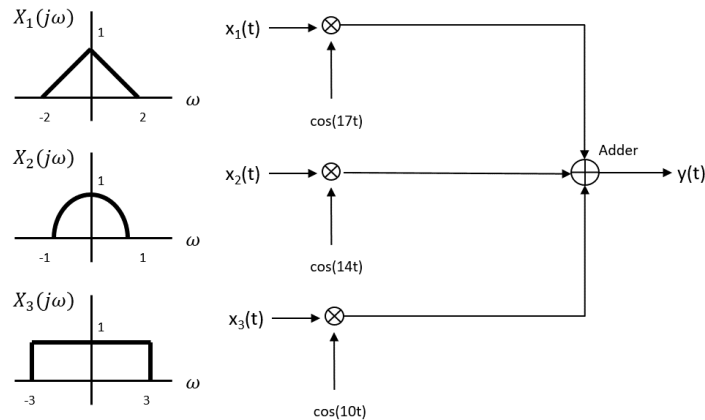 X₁(jω)
1
-2
2
ω
x₁(t)
cos(17t)
X₂(jω)
1
-1
1
ω
x₂(t)
cos(14t)
Adder
y(t)
X₃(jω)
1
-3
3
ω
x₃(t)
cos(10t)